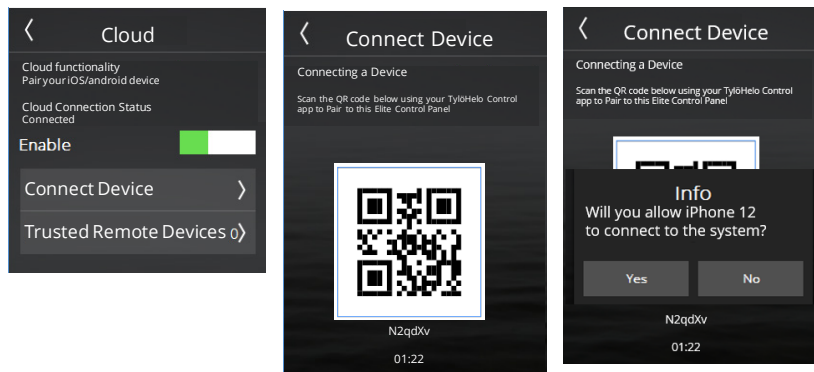 Cloud
Cloud functionality
Pair your iOS/android device
Cloud Connection Status
Connected
Enable
Connect Device
Trusted Remote Devices 0
Connect Device
Connecting a Device
Scan the QR code below using your TylöHelo Control
app to Pair to this Elite Control Panel
N2qdXv
01:22
Connect Device
Connecting a Device
Scan the QR code below using your TylöHelo Control
app to Pair to this Elite Control Panel
Info
Will you allow iPhone 12
to connect to the system?
Yes No
N2qdXv
01:22